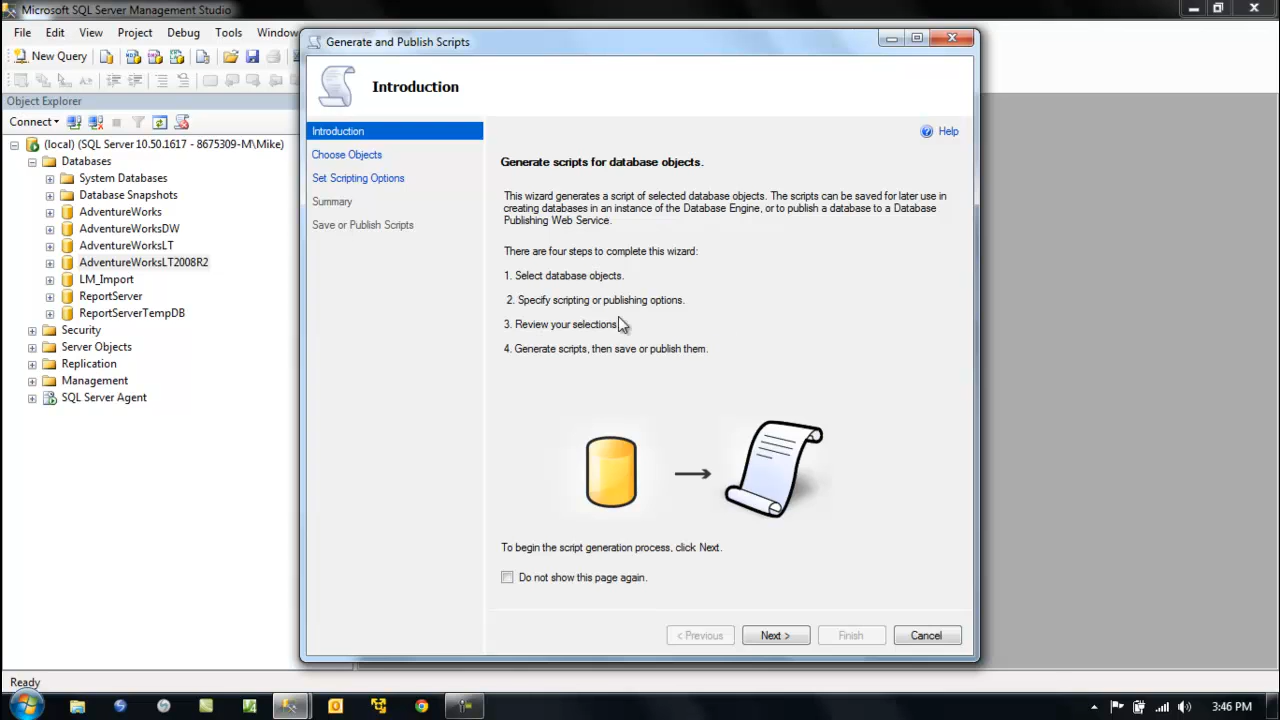 Microsoft SQL Server Management Studio
File Edit View Project Debug Tools Window
New Query
Object Explorer
Connect
(local) (SQL Server 10.50.1617 - 8675309-M\Mike)
Databases
System Databases
Database Snapshots
AdventureWorks
AdventureWorksDW
AdventureWorksLT
AdventureWorksLT2008R2
LM_Import
ReportServer
ReportServerTempDB
Security
Server Objects
Replication
Management
SQL Server Agent
Generate and Publish Scripts
Introduction
Introduction
Choose Objects
Set Scripting Options
Summary
Save or Publish Scripts
Help
Generate scripts for database objects.
This wizard generates a script of selected database objects. The scripts can be saved for later use in
creating databases in an instance of the Database Engine, or to publish a database to a Database
Publishing Web Service.
There are four steps to complete this wizard:
1. Select database objects.
2. Specify scripting or publishing options.
3. Review your selections
4. Generate scripts, then save or publish them.
To begin the script generation process, click Next.
Do not show this page again.
< Previous Next > Finish Cancel
Ready
3:46 PM